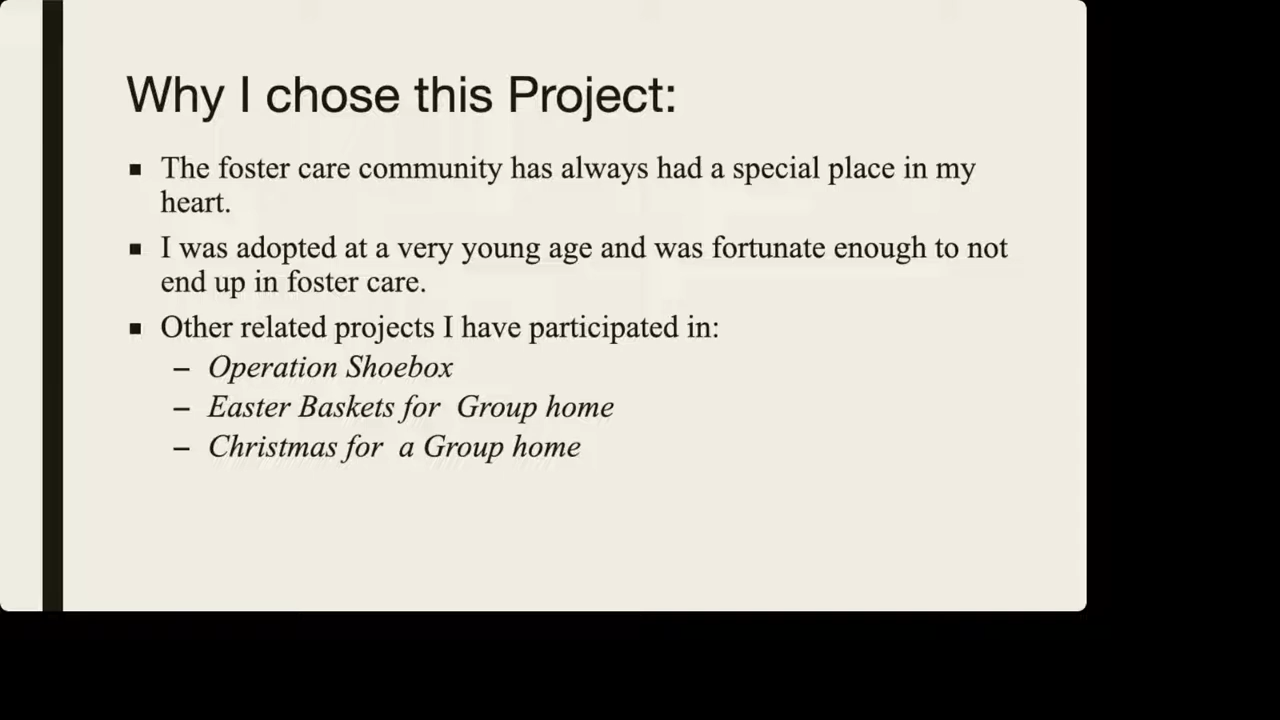 Why I chose this Project:
▪ The foster care community has always had a special place in my
heart.
▪ I was adopted at a very young age and was fortunate enough to not
end up in foster care.
▪ Other related projects I have participated in:
– Operation Shoebox
– Easter Baskets for  Group home
– Christmas for  a Group home